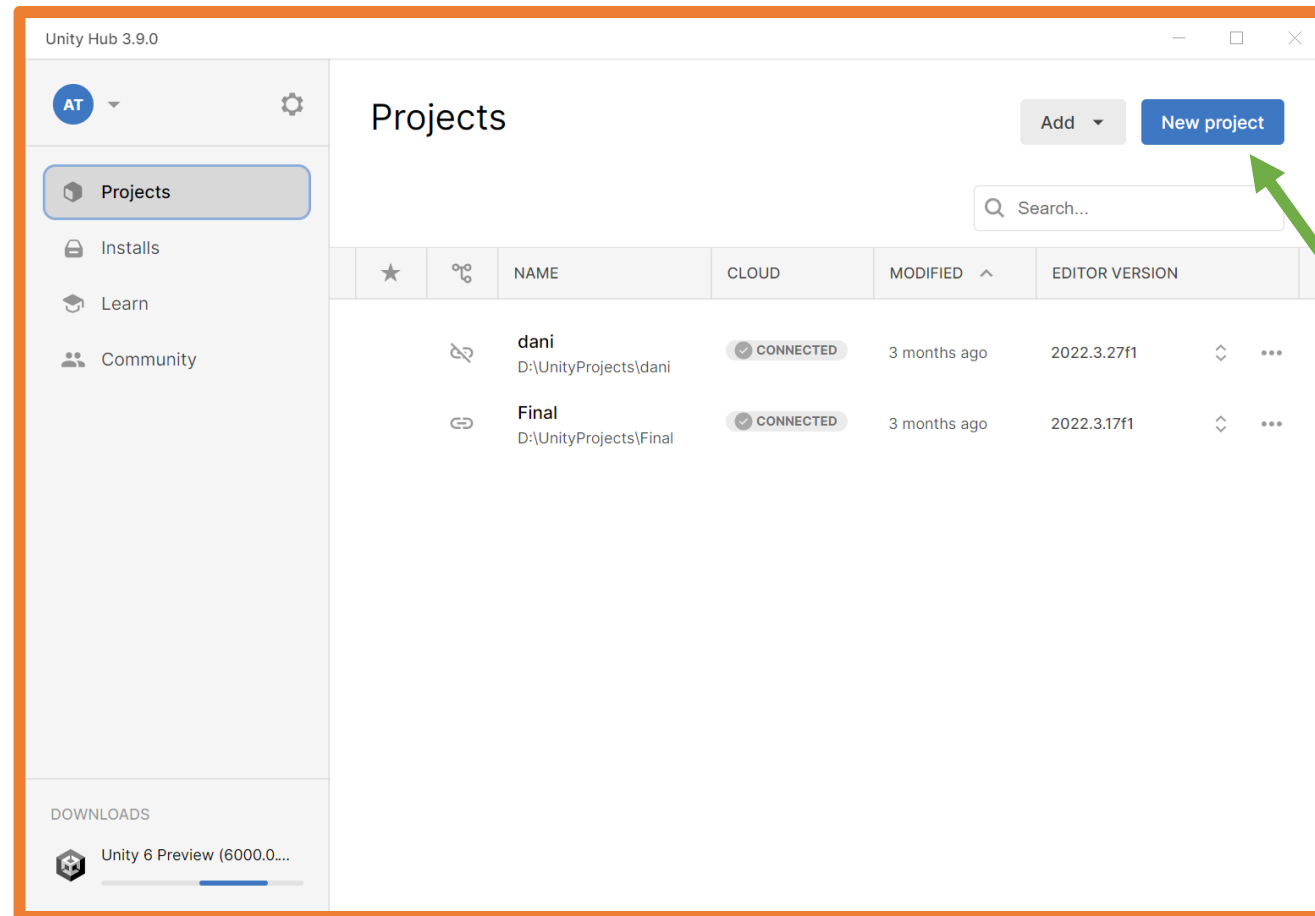 Unity Hub 3.9.0
AT
Projects
Add
New project
Projects
Installs
Learn
Community
Search...
NAME CLOUD MODIFIED EDITOR VERSION
dani
D:\UnityProjects\dani
CONNECTED
3 months ago
2022.3.27f1
Final
D:\UnityProjects\Final
CONNECTED
3 months ago
2022.3.17f1
DOWNLOADS
Unity 6 Preview (6000.0....